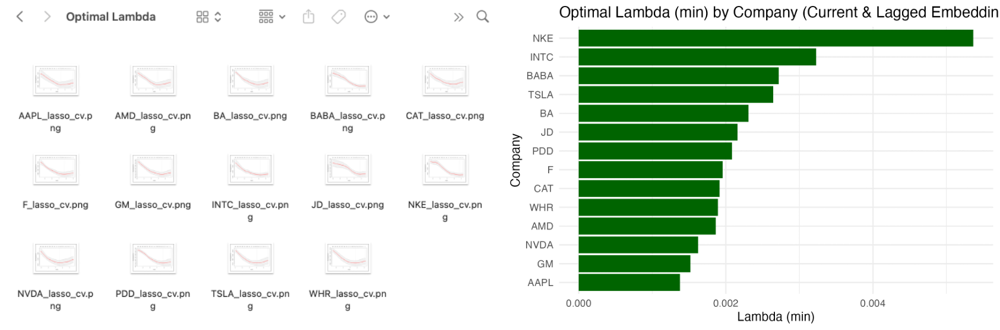 Optimal Lambda
AAPL_lasso_cv.p
ng
AMD_lasso_cv.pn
g
BA_lasso_cv.png
BABA_lasso_cv.p
ng
CAT_lasso_cv.png
F_lasso_cv.png
GM_lasso_cv.png
INTC_lasso_cv.pn
g
JD_lasso_cv.png
NKE_lasso_cv.pn
g
NVDA_lasso_cv.p
ng
PDD_lasso_cv.pn
g
TSLA_lasso_cv.pn
g
WHR_lasso_cv.pn
g
Optimal Lambda (min) by Company (Current & Lagged Embeddin
Company
NKE
INTC
BABA
TSLA
BA
JD
PDD
F
CAT
WHR
AMD
NVDA
GM
AAPL
0.000
0.002
0.004
Lambda (min)